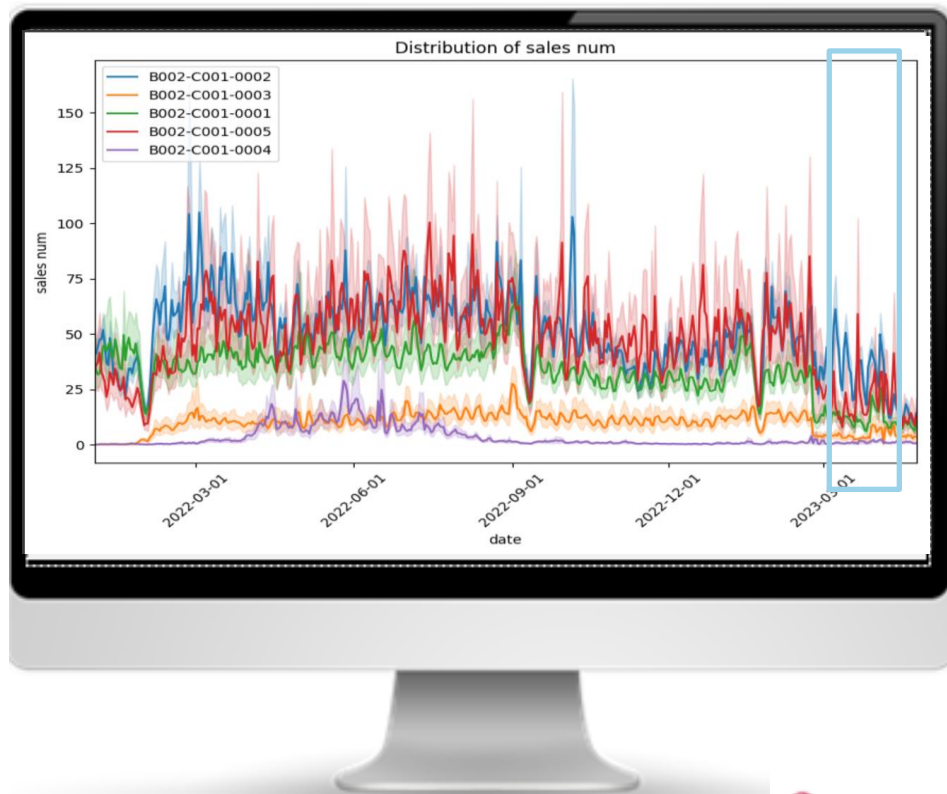 Distribution of sales num
B002-C001-0002
B002-C001-0003
B002-C001-0001
B002-C001-0005
B002-C001-0004
150
125
100
75
50
25
0
sales num
2022-03-01
2022-06-01
2022-09-01
2022-12-01
2023-03-01
date